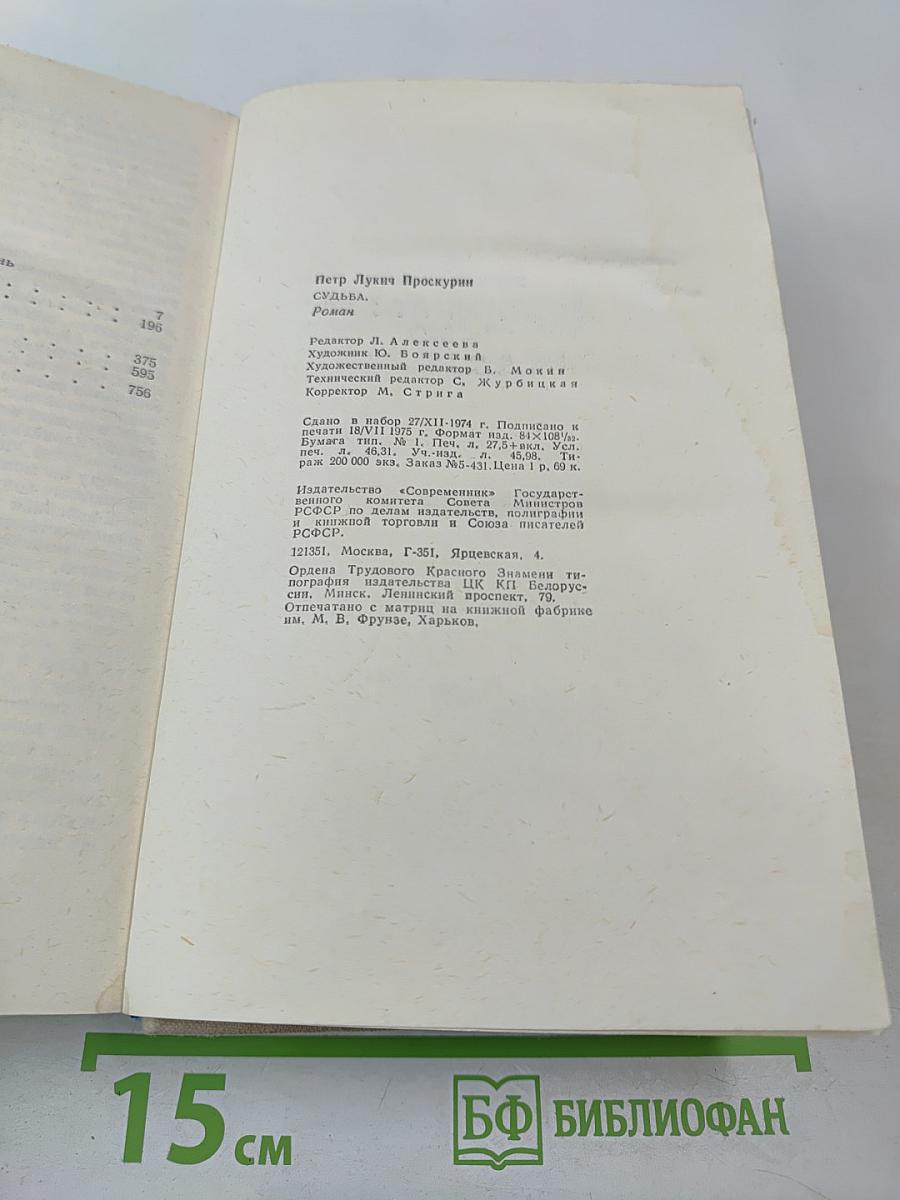 нь
7
196
375
595
756
Петр Лукич Проскурин
СУДЬБА.
Роман
Редактор Л. Алексеева
Художник Ю. Боярский
Художественный редактор Б. Мокин
Технический редактор С. Журбицкая
Корректор М. Стрига
Сдано в набор 27/XII-1974 г. Подписано к
печати 18/VII 1975 г. Формат изд. 84×108¹/₃₂.
Бумага тип. № 1. Печ. л. 27,5+вкл. Усл.
печ. л. 46,31. Уч.-изд. л. 45,98. Ти-
раж 200 000 экз. Заказ №5-431. Цена 1 р. 69 к.
Издательство «Современник» Государст-
венного комитета Совета Министров
РСФСР по делам издательств, полиграфии
и книжной торговли и Союза писателей
РСФСР.
121351, Москва, Г-351, Ярцевская, 4.
Ордена Трудового Красного Знамени ти-
пография издательства ЦК КП Белорус-
сии, Минск. Ленинский проспект, 79.
Отпечатано с матриц на книжной фабрике
им. М. В. Фрунзе, Харьков.
15 см
БФ БИБЛИОФАН